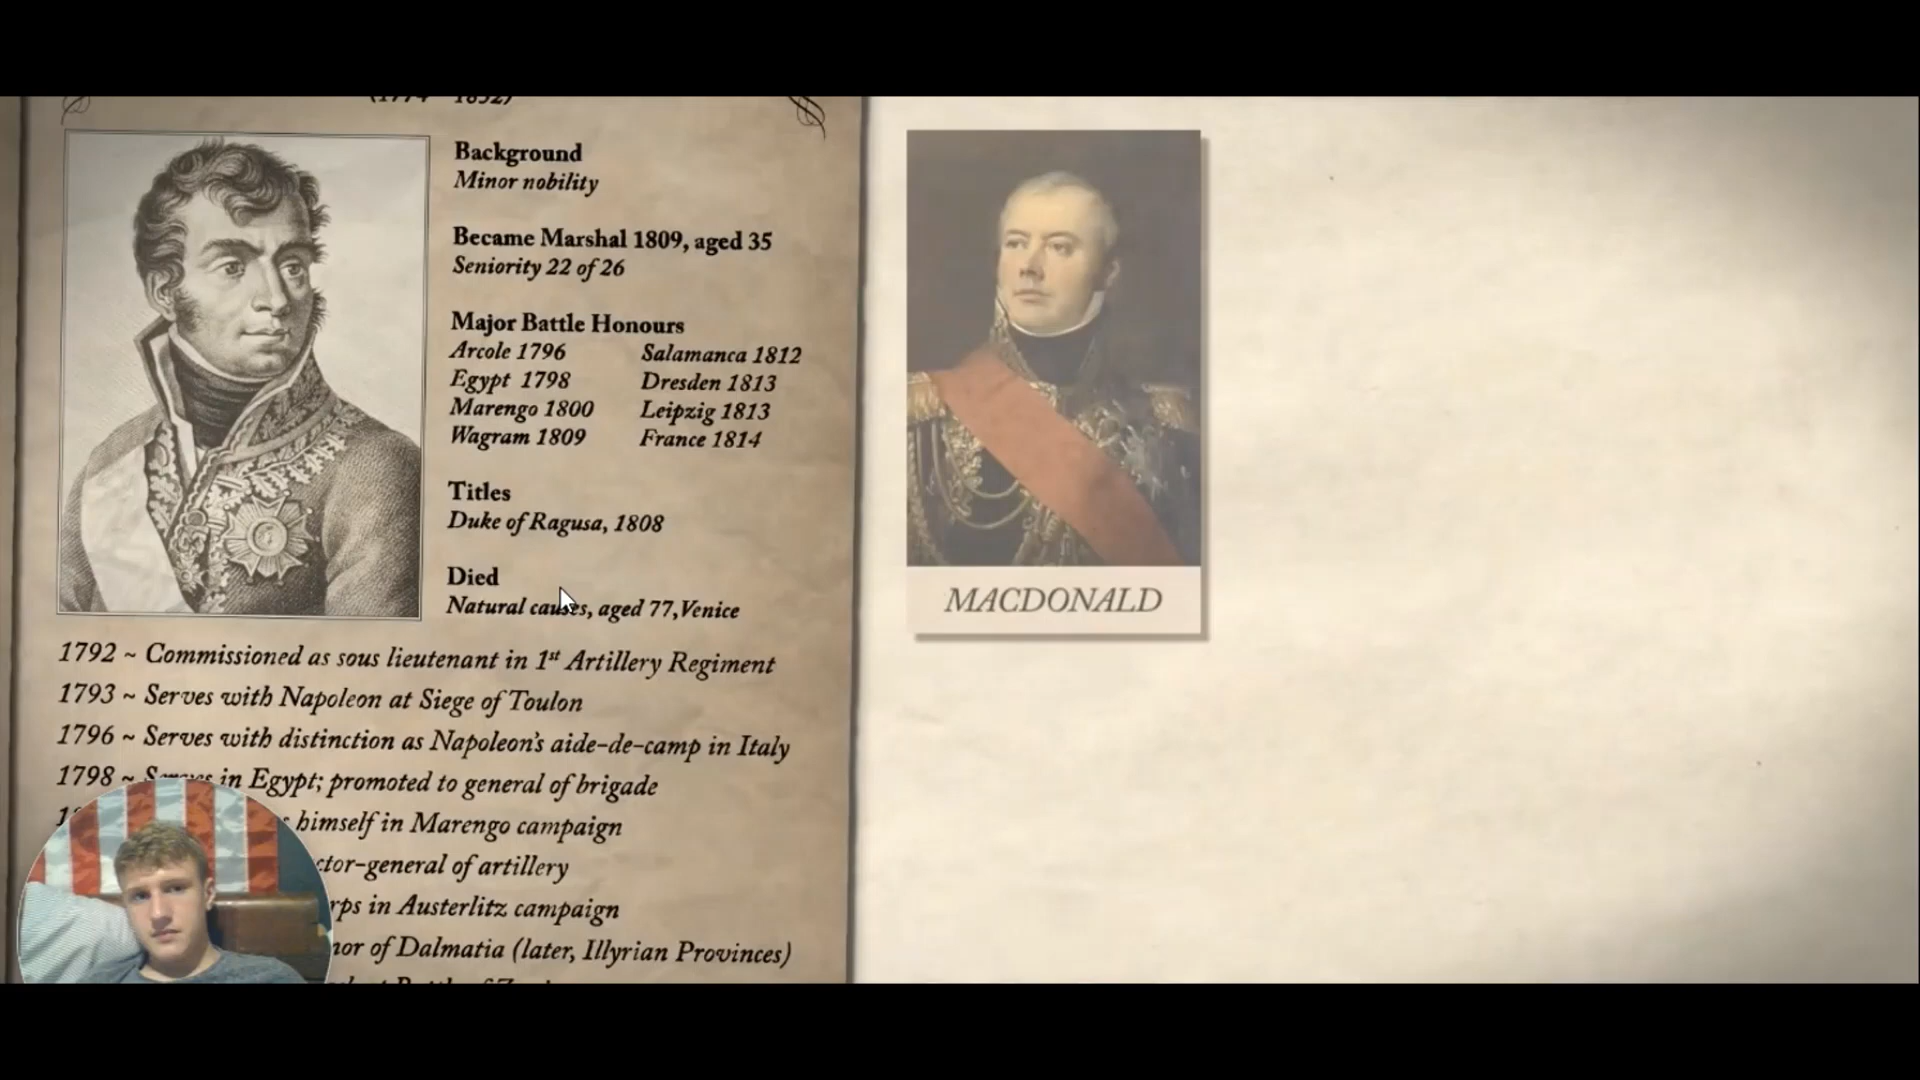 Background
Minor nobility
Became Marshal 1809, aged 35
Seniority 22 of 26
Major Battle Honours
Arcole 1796 Salamanca 1812
Egypt 1798 Dresden 1813
Marengo 1800 Leipzig 1813
Wagram 1809 France 1814
Titles
Duke of Ragusa, 1808
Died
Natural causes, aged 77, Venice
1792 ~ Commissioned as sous lieutenant in 1st Artillery Regiment
1793 ~ Serves with Napoleon at Siege of Toulon
1796 ~ Serves with distinction as Napoleon's aide-de-camp in Italy
1798 ~ Serves in Egypt; promoted to general of brigade
himself in Marengo campaign
ctor-general of artillery
rps in Austerlitz campaign
nor of Dalmatia (later, Illyrian Provinces)
MACDONALD